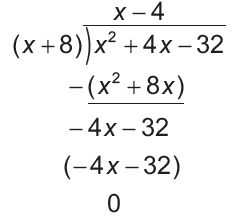 x − 4
(x + 8) x² + 4x − 32
− (x² + 8x)
− 4x − 32
(−4x − 32)
0